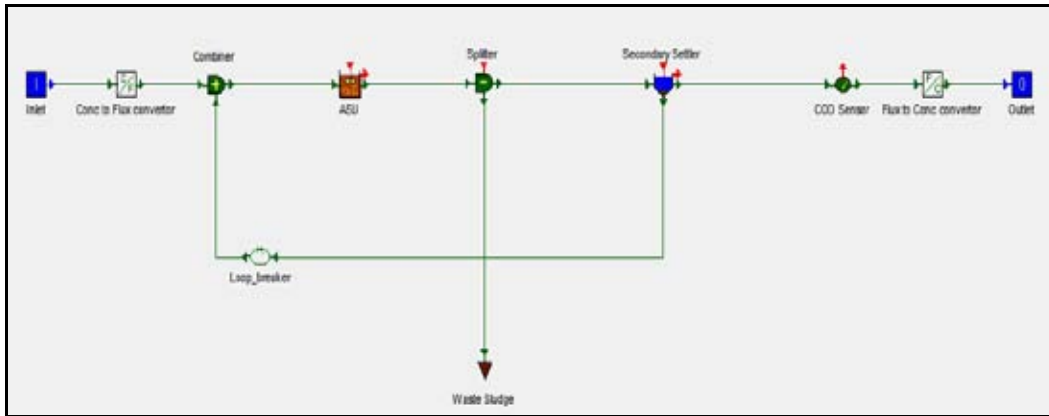 Combiner
Splitter
Secondary Settler
Inlet
Conc to Flux convertor
ASU
COD Sensor
Flux to Conc convertor
Outlet
Loop_breaker
Waste Sludge